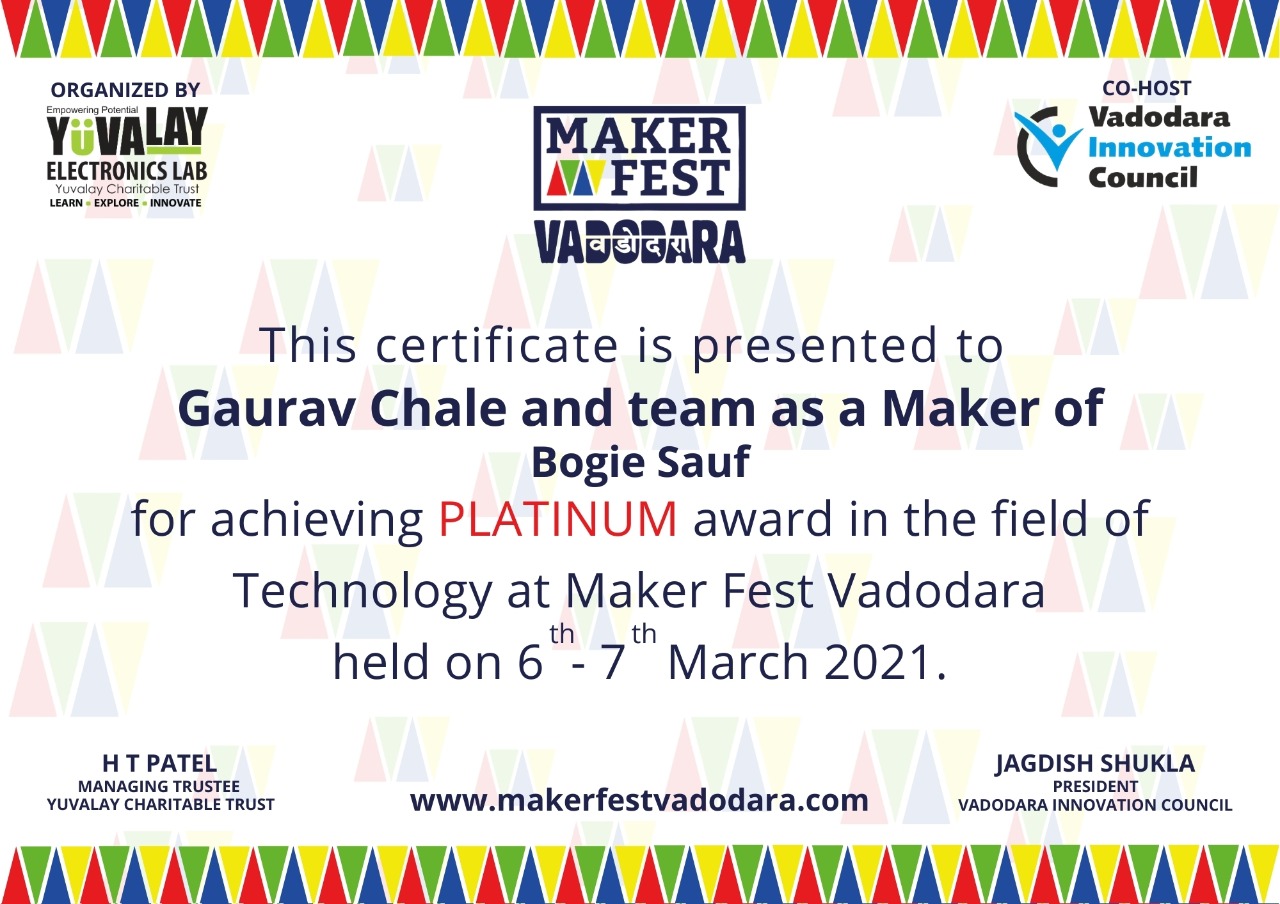 ORGANIZED BY
Empowering Potential
YüVALAY
ELECTRONICS LAB
Yuvalay Charitable Trust
LEARN • EXPLORE • INNOVATE
MAKER
FEST
VADODARA
वडोदरा
CO-HOST
Vadodara
Innovation
Council
This certificate is presented to
Gaurav Chale and team as a Maker of
Bogie Sauf
for achieving PLATINUM award in the field of
Technology at Maker Fest Vadodara
held on 6th - 7th March 2021.
H T PATEL
MANAGING TRUSTEE
YUVALAY CHARITABLE TRUST
www.makerfestvadodara.com
JAGDISH SHUKLA
PRESIDENT
VADODARA INNOVATION COUNCIL